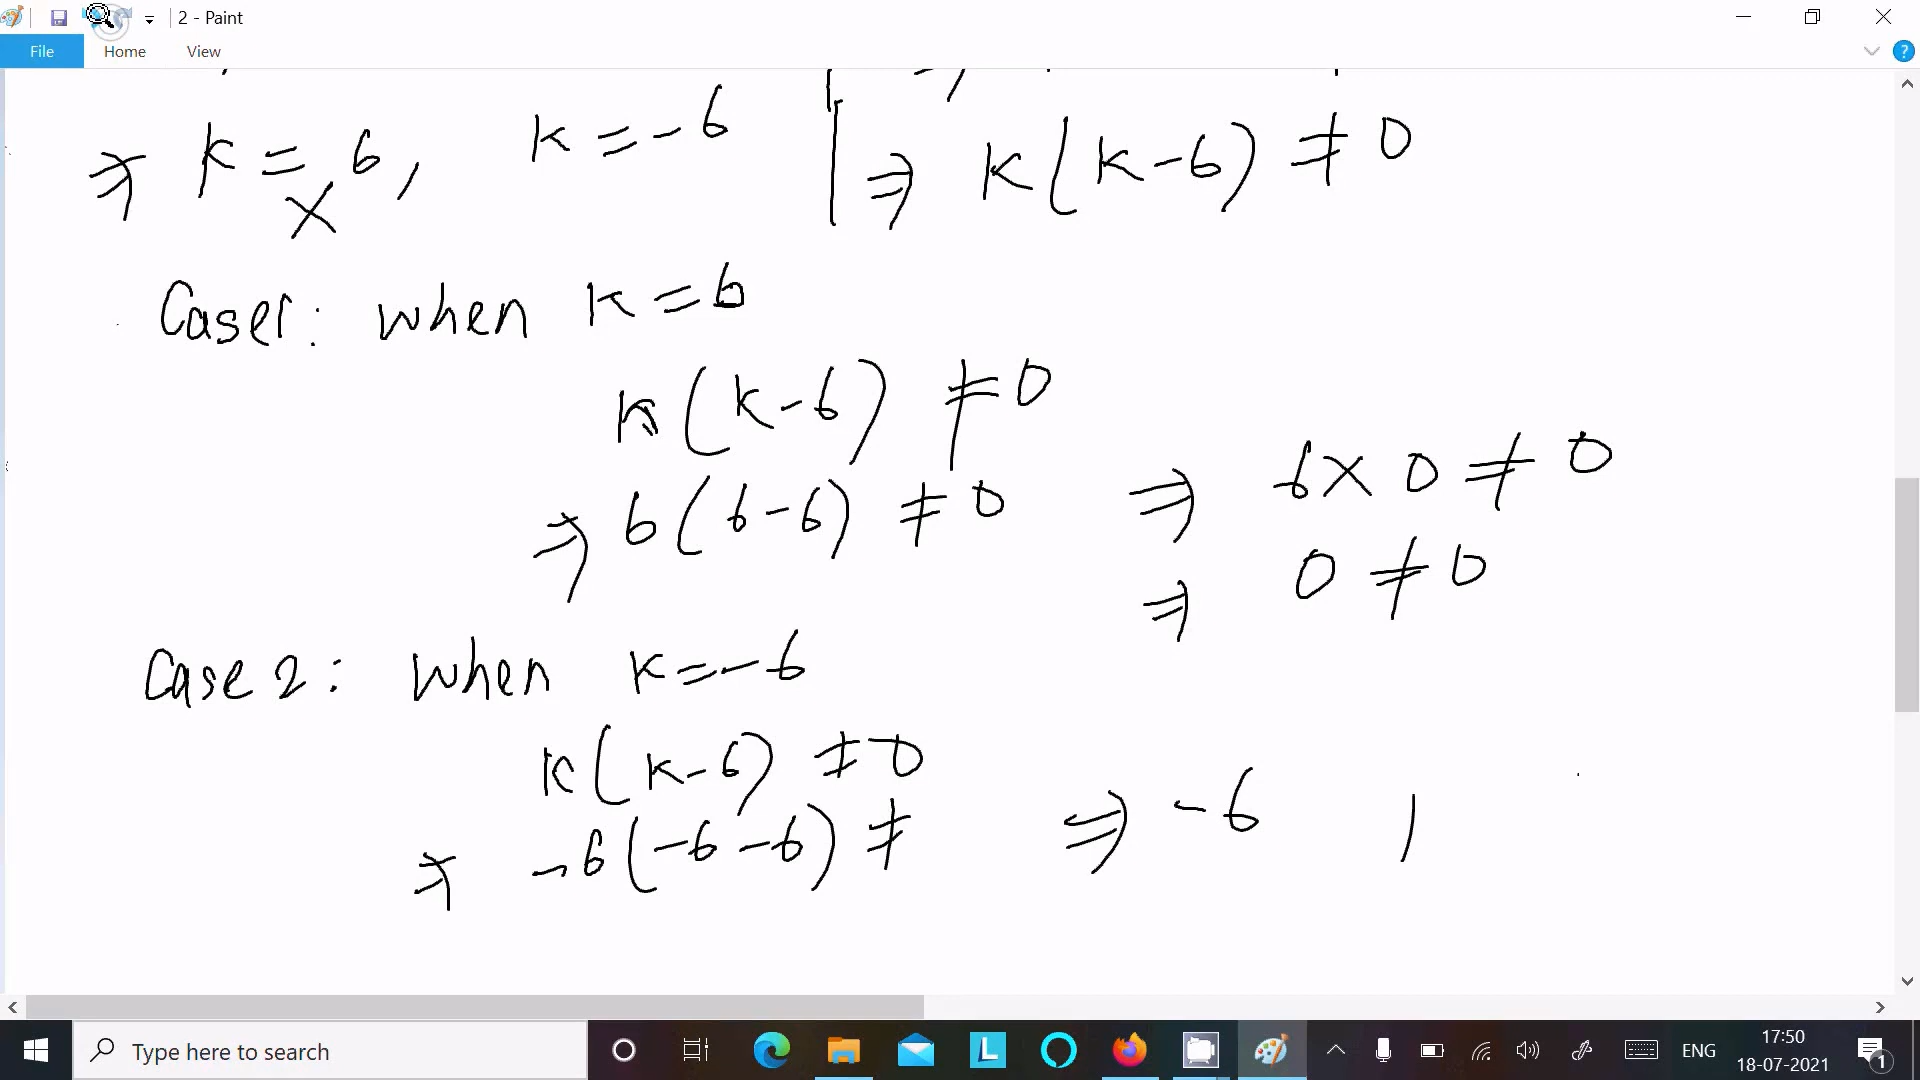 2 - Paint
File Home View
⇒ k = 6, k = -6
×
⇒ k(k-6) ≠ 0
Case1: when k = 6
k(k-6) ≠ 0
⇒ 6(6-6) ≠ 0 ⇒ 6×0 ≠ 0
⇒ 0 ≠ 0
Case 2: when k = -6
k(k-6) ≠ 0
⇒ -6(-6-6) ≠ ⇒ -6
Type here to search
L
ENG
17:50
18-07-2021
1